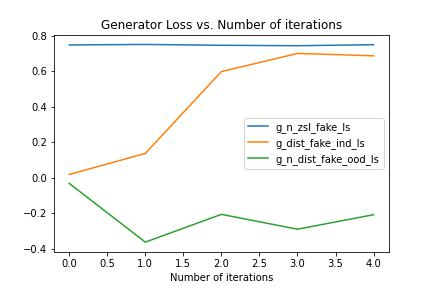 Generator Loss vs. Number of itrerations
0.8
0.6
0.4
0.2
0.0
−0.2
−0.4
g_n_zsl_fake_ls
g_dist_fake_ind_ls
g_n_dist_fake_ood_ls
0.0 0.5 1.0 1.5 2.0 2.5 3.0 3.5 4.0
Number of iterations